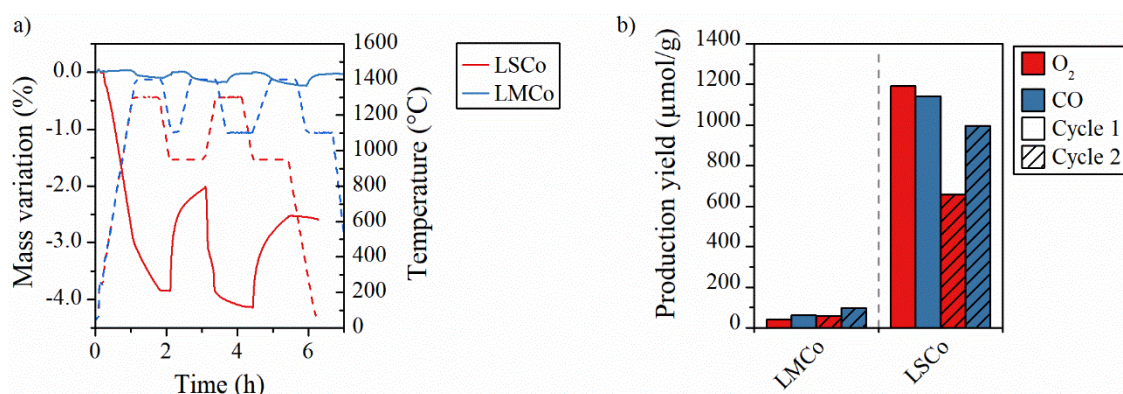 a)
Mass variation (%)
0.0
-1.0
-2.0
-3.0
-4.0
0 2 4 6
Time (h)
1600
1400
1200
1000
800
600
400
200
0
Temperature (°C)
LSCo
LMCo
b)
Production yield (µmol/g)
1400
1200
1000
800
600
400
200
0
LMCo
LSCo
O₂
CO
Cycle 1
Cycle 2